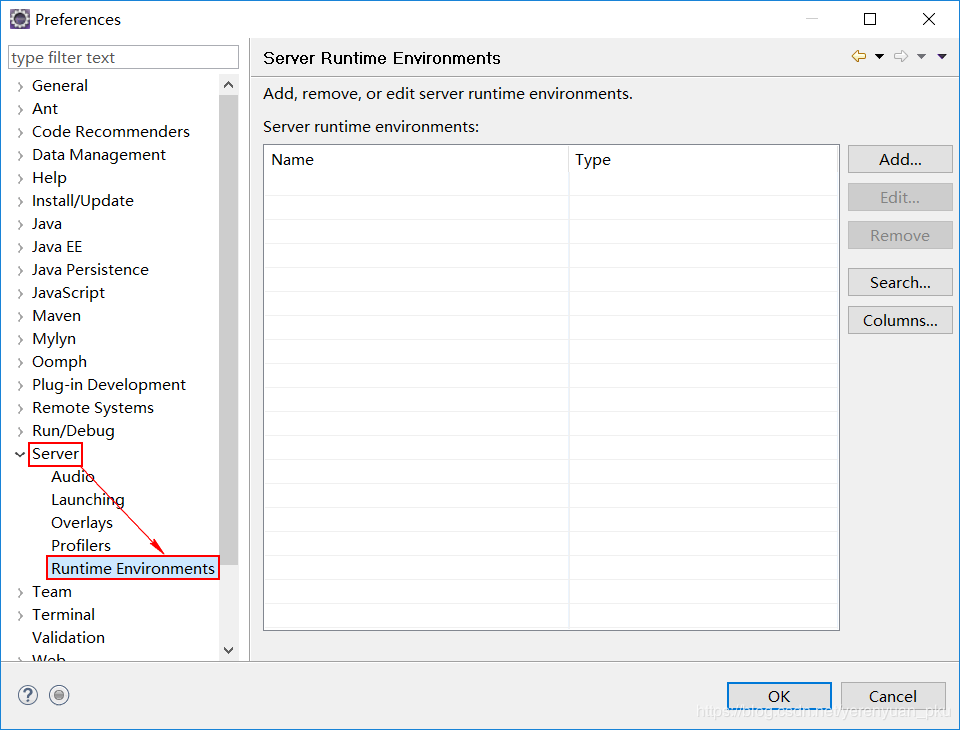 Preferences
type filter text
General
Ant
Code Recommenders
Data Management
Help
Install/Update
Java
Java EE
Java Persistence
JavaScript
Maven
Mylyn
Oomph
Plug-in Development
Remote Systems
Run/Debug
Server
Audio
Launching
Overlays
Profilers
Runtime Environments
Team
Terminal
Validation
Web
Server Runtime Environments
Add, remove, or edit server runtime environments.
Server runtime environments:
Name Type
Add...
Edit...
Remove
Search...
Columns...
?
OK Cancel
https://blog.csdn.net/yerenyuan_pku